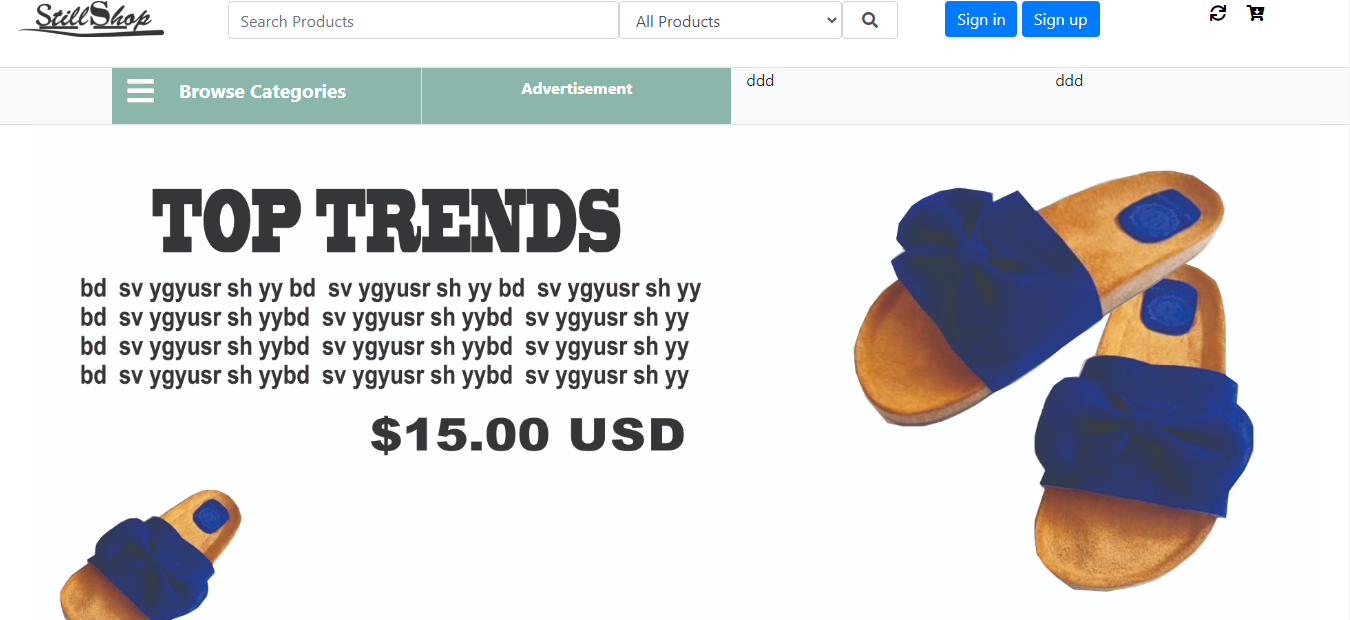 StillShop
Search Products
All Products
Sign in
Sign up
Browse Categories
Advertisement
ddd
ddd
TOP TRENDS
bd sv ygyusr sh yy bd sv ygyusr sh yy bd sv ygyusr sh yy
bd sv ygyusr sh yybd sv ygyusr sh yybd sv ygyusr sh yy
bd sv ygyusr sh yybd sv ygyusr sh yybd sv ygyusr sh yy
bd sv ygyusr sh yybd sv ygyusr sh yybd sv ygyusr sh yy
$15.00 USD